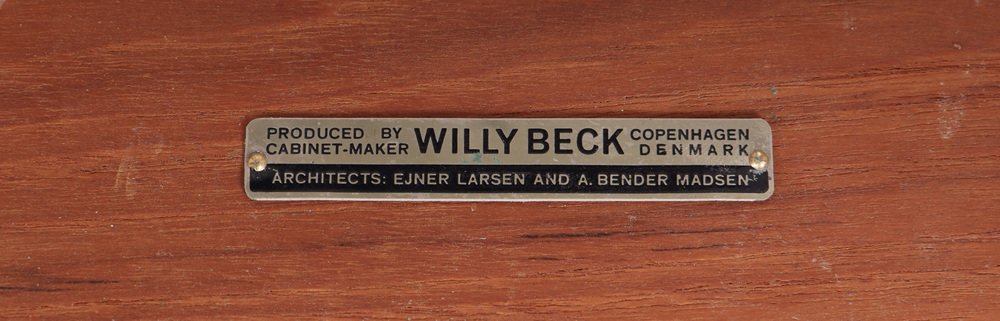 PRODUCED BY CABINET-MAKER
WILLY BECK
COPENHAGEN DENMARK
ARCHITECTS: EJNER LARSEN AND A. BENDER MADSEN